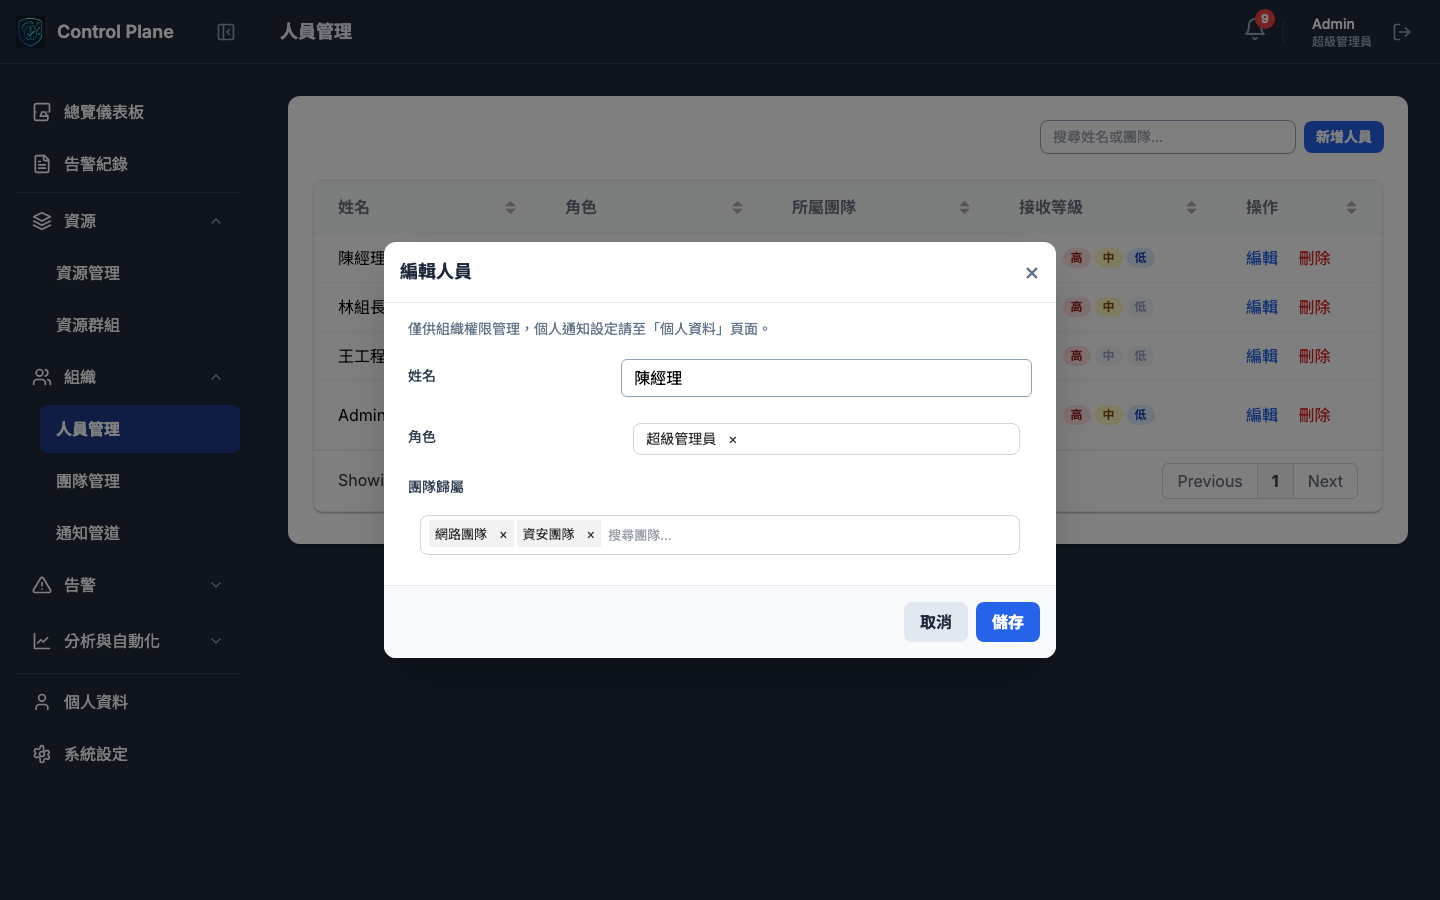 Control Plane
人員管理
9
Admin
超級管理員
總覽儀表板
告警紀錄
資源
資源管理
資源群組
組織
人員管理
團隊管理
通知管道
告警
分析與自動化
個人資料
系統設定
搜尋姓名或團隊...
新增人員
姓名 角色 所屬團隊 接收等級 操作
陳經理 高 中 低 編輯 刪除
林組長 高 中 低 編輯 刪除
王工程 高 中 低 編輯 刪除
Admin 高 中 低 編輯 刪除
Showi
Previous 1 Next
編輯人員 ×
僅供組織權限管理，個人通知設定請至「個人資料」頁面。
姓名 陳經理
角色 超級管理員 ×
團隊歸屬
網路團隊 × 資安團隊 × 搜尋團隊...
取消 儲存